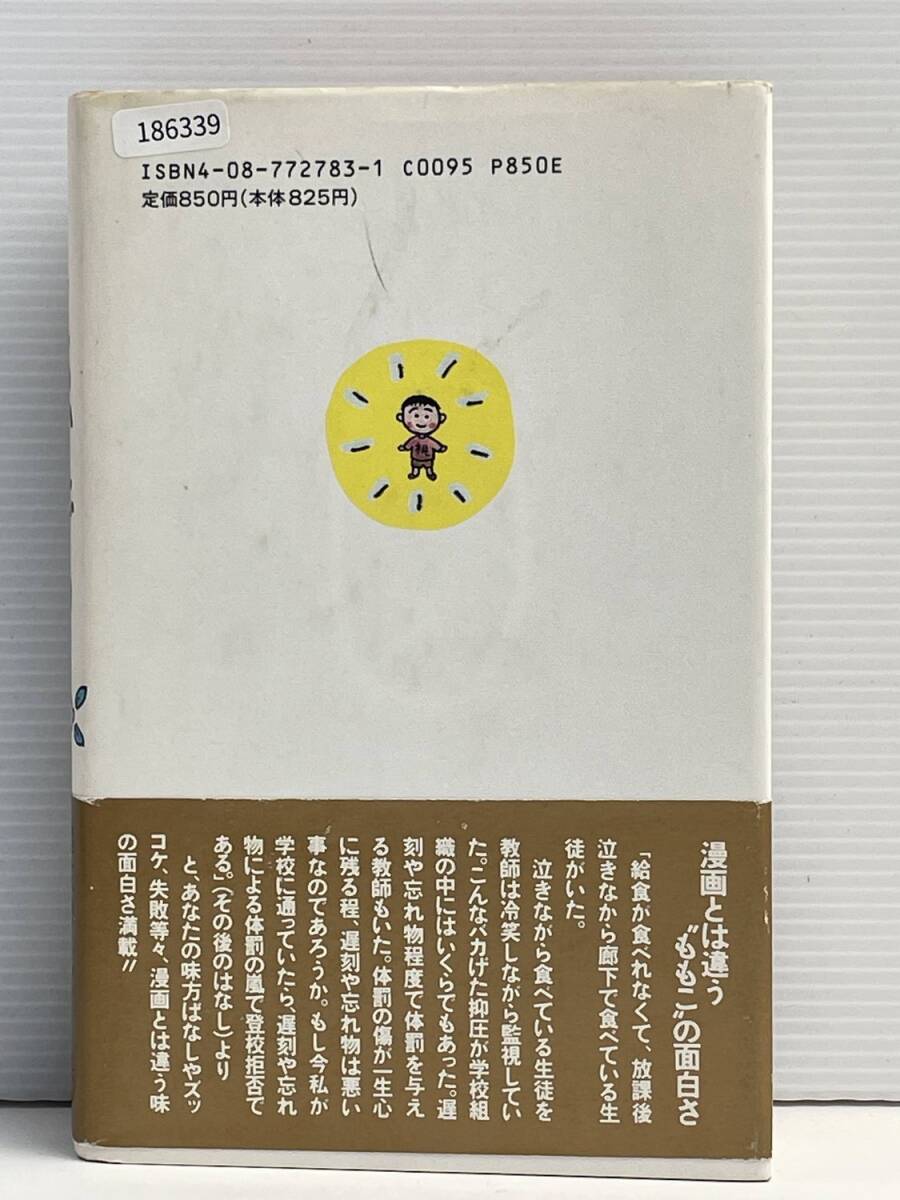 186339
ISBN4-08-772783-1 C0095 P850E
定価850円(本体825円)
桃
漫画とは違う
“ももこ”の面白さ
「給食が食べれなくて、放課後
泣きながら廊下で食べている生
徒がいた。
泣きながら食べている生徒を
教師は冷笑しながら監視してい
た。こんなバカげた抑圧が学校組
織の中にはいくらでもあった。遅
刻や忘れ物程度で体罰を与え
る教師もいた。体罰の傷が一生心
に残る程、遅刻や忘れ物は悪い
事なのであろうか。もし今私が
学校に通っていたら、遅刻や忘れ
物による体罰の嵐で登校拒否で
ある。(その後のはなし)より
と、あなたの味方ばなしやズッ
コケ、失敗等々、漫画とは違う味
の面白さ満載!!